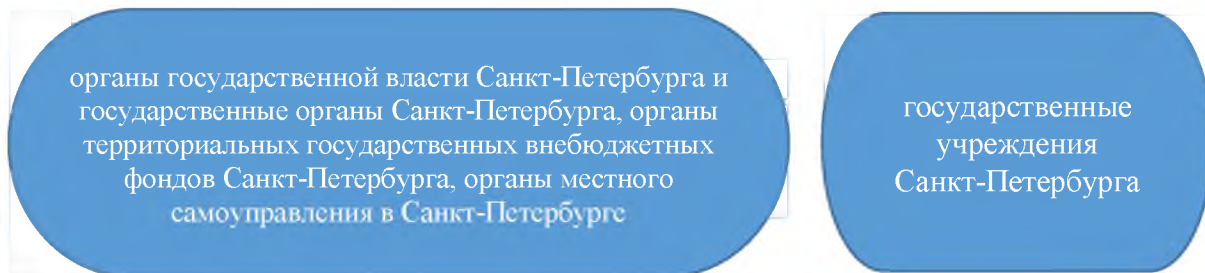 органы государственной власти Санкт-Петербурга и
государственные органы Санкт-Петербурга, органы
территориальных государственных внебюджетных
фондов Санкт-Петербурга, органы местного
самоуправления в Санкт-Петербурге
государственные
учреждения
Санкт-Петербурга